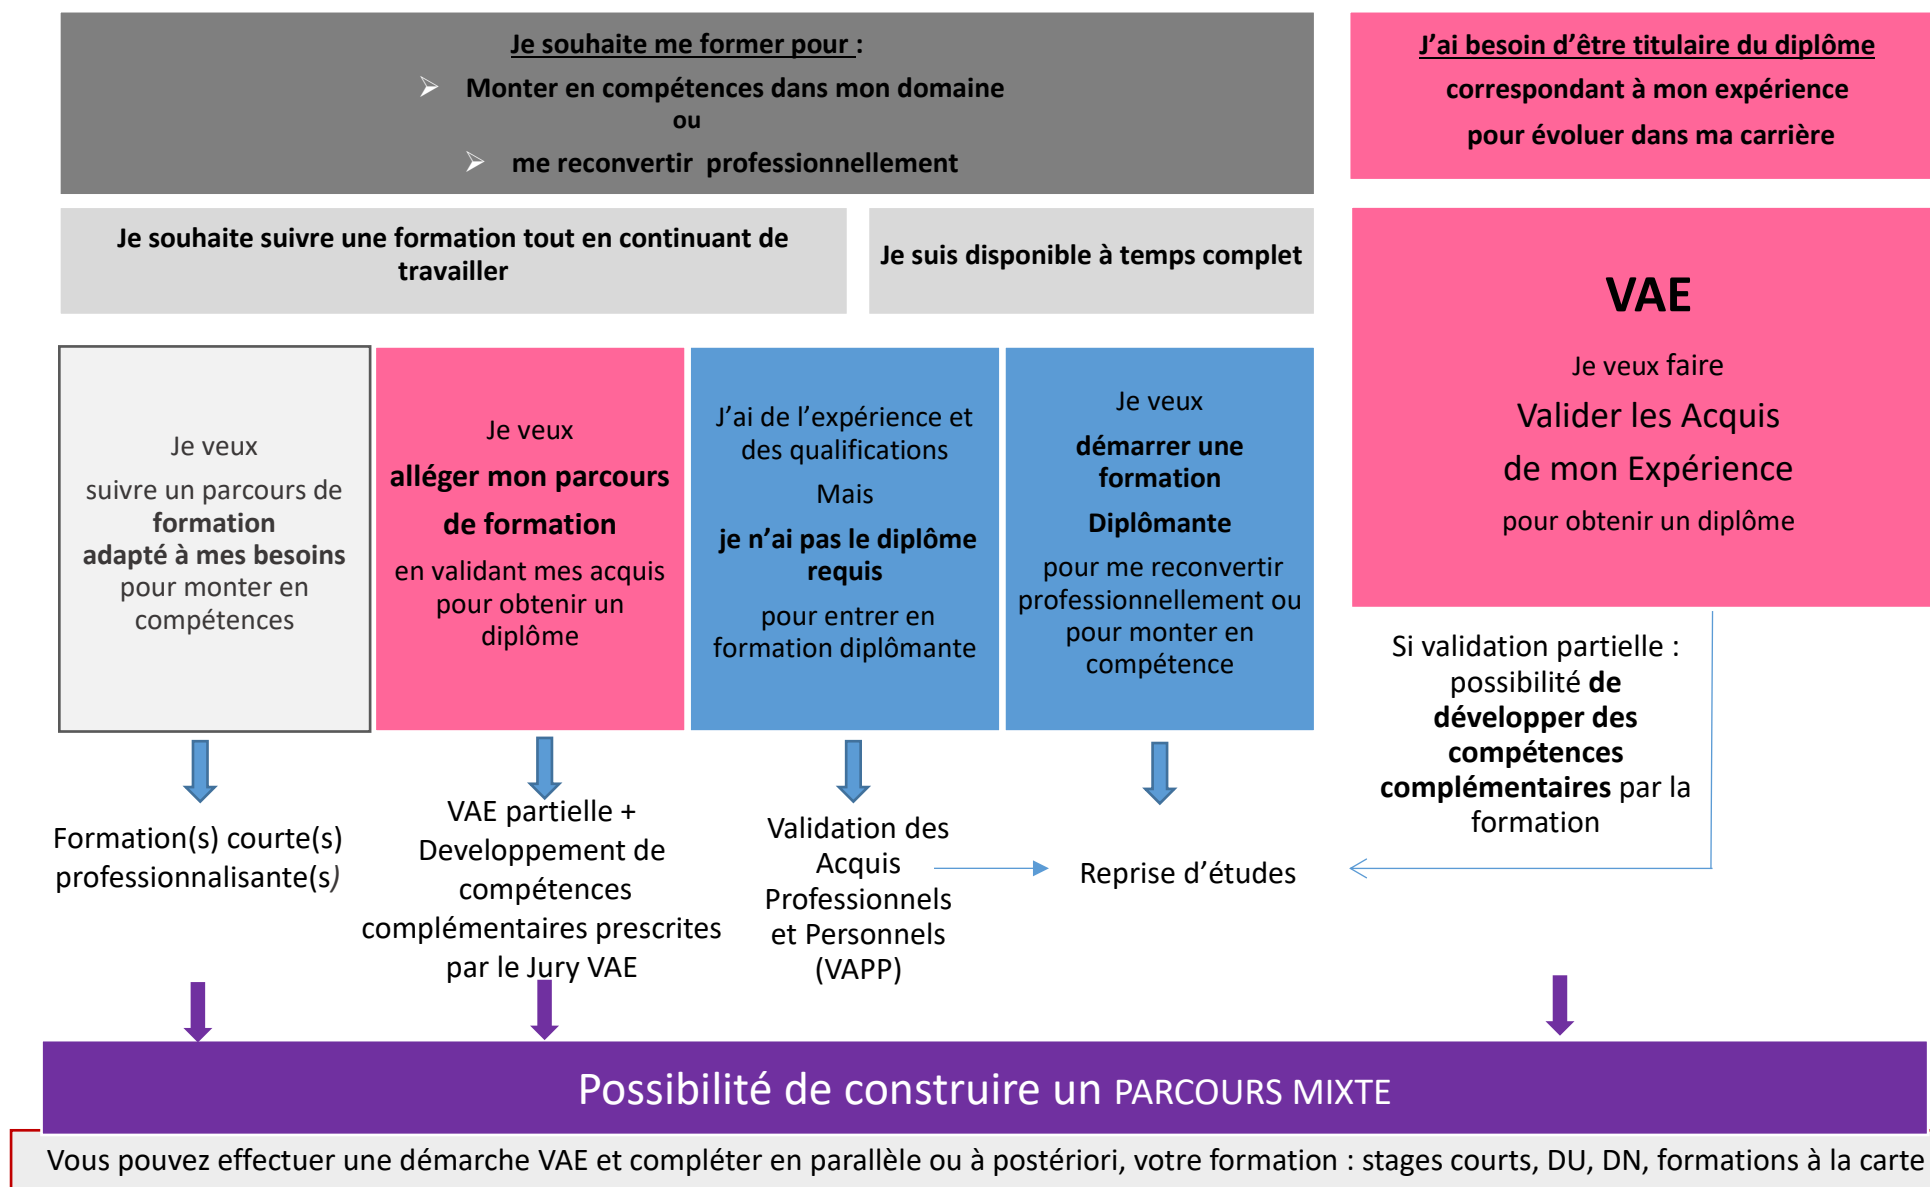 Je souhaite me former pour :
➢ Monter en compétences dans mon domaine
ou
➢ me reconvertir professionnellement
J’ai besoin d’être titulaire du diplôme
correspondant à mon expérience
pour évoluer dans ma carrière
Je souhaite suivre une formation tout en continuant de
travailler
Je suis disponible à temps complet
Je veux
suivre un parcours de
formation
adapté à mes besoins
pour monter en
compétences
Je veux
alléger mon parcours
de formation
en validant mes acquis
pour obtenir un
diplôme
J’ai de l’expérience et
des qualifications
Mais
je n’ai pas le diplôme
requis
pour entrer en
formation diplômante
Je veux
démarrer une
formation
Diplômante
pour me reconvertir
professionnellement ou
pour monter en
compétence
VAE
Je veux faire
Valider les Acquis
de mon Expérience
pour obtenir un diplôme
Si validation partielle :
possibilité de
développer des
compétences
complémentaires par la
formation
Formation(s) courte(s)
professionnalisante(s)
VAE partielle +
Developpement de
compétences
complémentaires prescrites
par le Jury VAE
Validation des
Acquis
Professionnels
et Personnels
(VAPP)
Reprise d’études
Possibilité de construire un PARCOURS MIXTE
Vous pouvez effectuer une démarche VAE et compléter en parallèle ou à postériori, votre formation : stages courts, DU, DN, formations à la carte